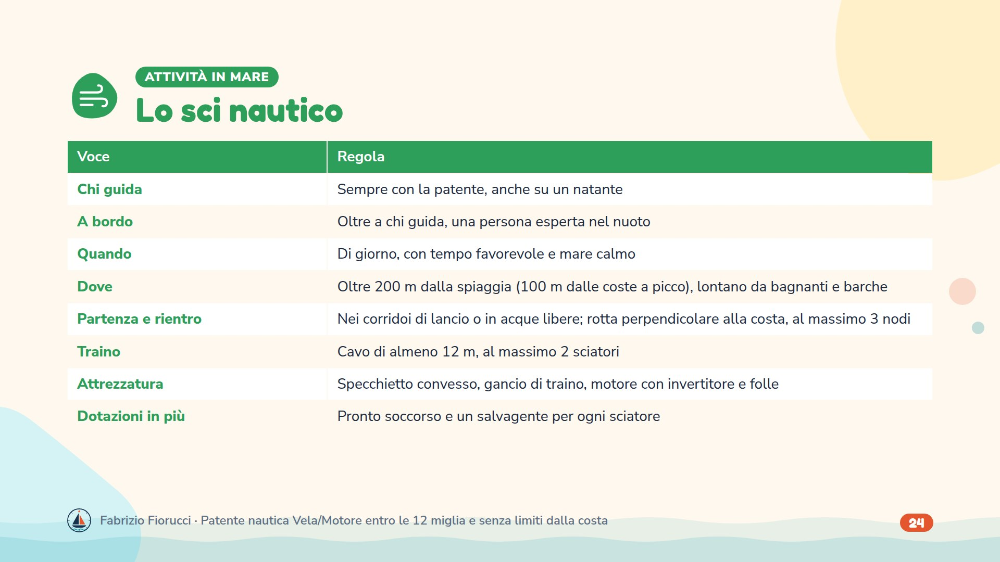 ATTIVITÀ IN MARE
Lo sci nautico
Voce Regola
Chi guida Sempre con la patente, anche su un natante
A bordo Oltre a chi guida, una persona esperta nel nuoto
Quando Di giorno, con tempo favorevole e mare calmo
Dove Oltre 200 m dalla spiaggia (100 m dalle coste a picco), lontano da bagnanti e barche
Partenza e rientro Nei corridoi di lancio o in acque libere; rotta perpendicolare alla costa, al massimo 3 nodi
Traino Cavo di almeno 12 m, al massimo 2 sciatori
Attrezzatura Specchietto convesso, gancio di traino, motore con invertitore e folle
Dotazioni in più Pronto soccorso e un salvagente per ogni sciatore
Fabrizio Fiorucci · Patente nautica Vela/Motore entro le 12 miglia e senza limiti dalla costa
24